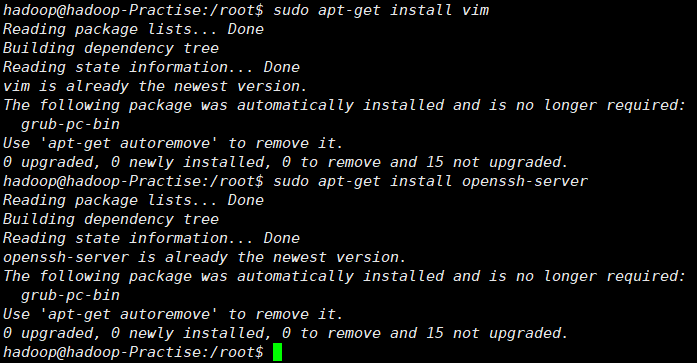 hadoop@hadoop-Practise:/root$ sudo apt-get install vim
Reading package lists... Done
Building dependency tree
Reading state information... Done
vim is already the newest version.
The following package was automatically installed and is no longer required:
  grub-pc-bin
Use 'apt-get autoremove' to remove it.
0 upgraded, 0 newly installed, 0 to remove and 15 not upgraded.
hadoop@hadoop-Practise:/root$ sudo apt-get install openssh-server
Reading package lists... Done
Building dependency tree
Reading state information... Done
openssh-server is already the newest version.
The following package was automatically installed and is no longer required:
  grub-pc-bin
Use 'apt-get autoremove' to remove it.
0 upgraded, 0 newly installed, 0 to remove and 15 not upgraded.
hadoop@hadoop-Practise:/root$